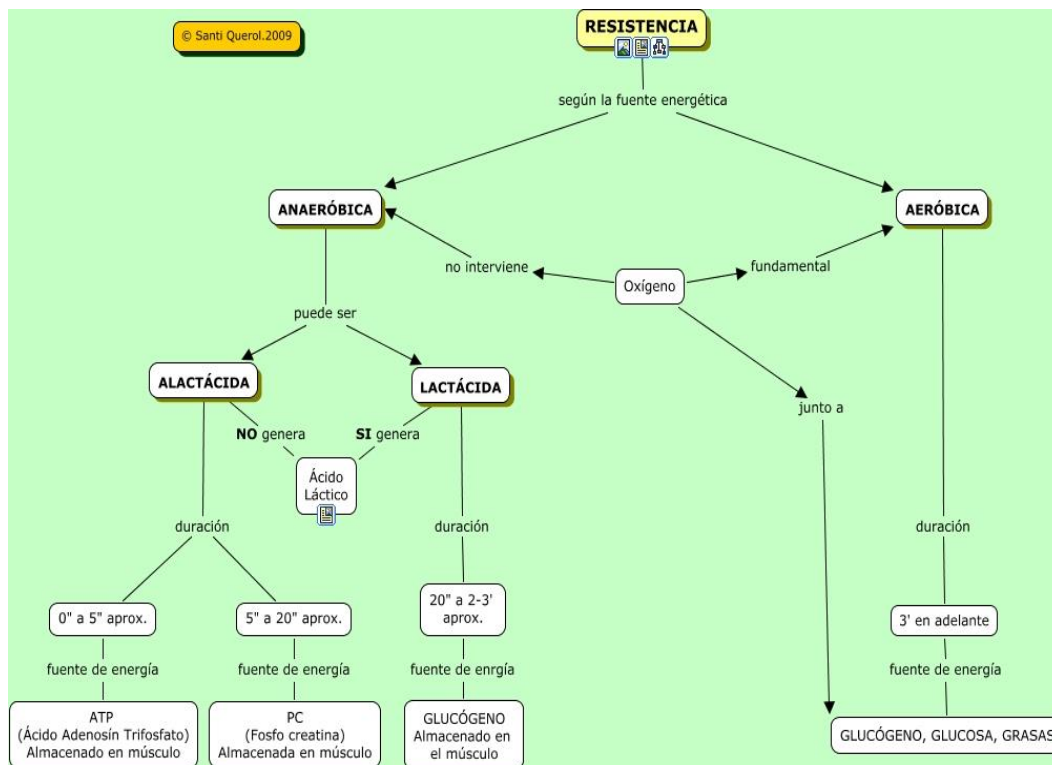 © Santi Querol.2009
RESISTENCIA
según la fuente energética
ANAERÓBICA
AERÓBICA
no interviene
fundamental
Oxígeno
puede ser
ALACTÁCIDA
LACTÁCIDA
junto a
NO genera
SI genera
Ácido
Láctico
duración
duración
duración
0" a 5" aprox.
5" a 20" aprox.
20" a 2-3'
aprox.
3' en adelante
fuente de energía
fuente de energía
fuente de enrgía
fuente de energía
ATP
(Ácido Adenosín Trifosfato)
Almacenado en músculo
PC
(Fosfo creatina)
Almacenada en músculo
GLUCÓGENO
Almacenado en
el músculo
GLUCÓGENO, GLUCOSA, GRASAS